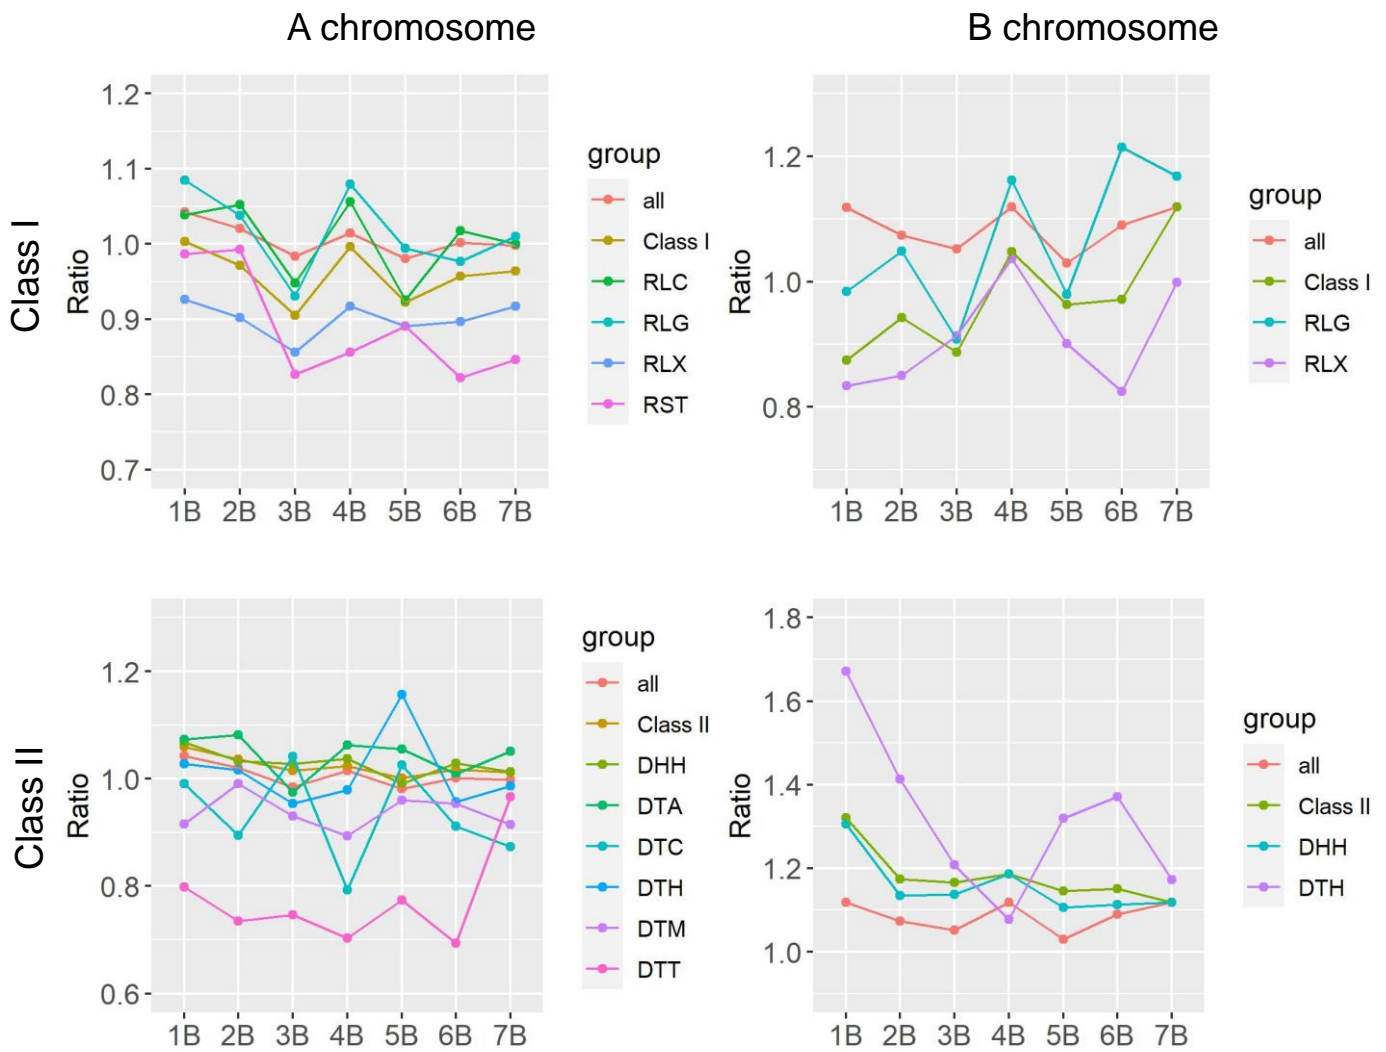 A chromosome
B chromosome
Class I
Ratio
1.2
1.1
1.0
0.9
0.8
0.7
1B 2B 3B 4B 5B 6B 7B
group
all
Class I
RLC
RLG
RLX
RST
Ratio
1.2
1.0
0.8
1B 2B 3B 4B 5B 6B 7B
group
all
Class I
RLG
RLX
Class II
Ratio
1.2
1.0
0.8
0.6
1B 2B 3B 4B 5B 6B 7B
group
all
Class II
DHH
DTA
DTC
DTH
DTM
DTT
Ratio
1.8
1.6
1.4
1.2
1.0
1B 2B 3B 4B 5B 6B 7B
group
all
Class II
DHH
DTH